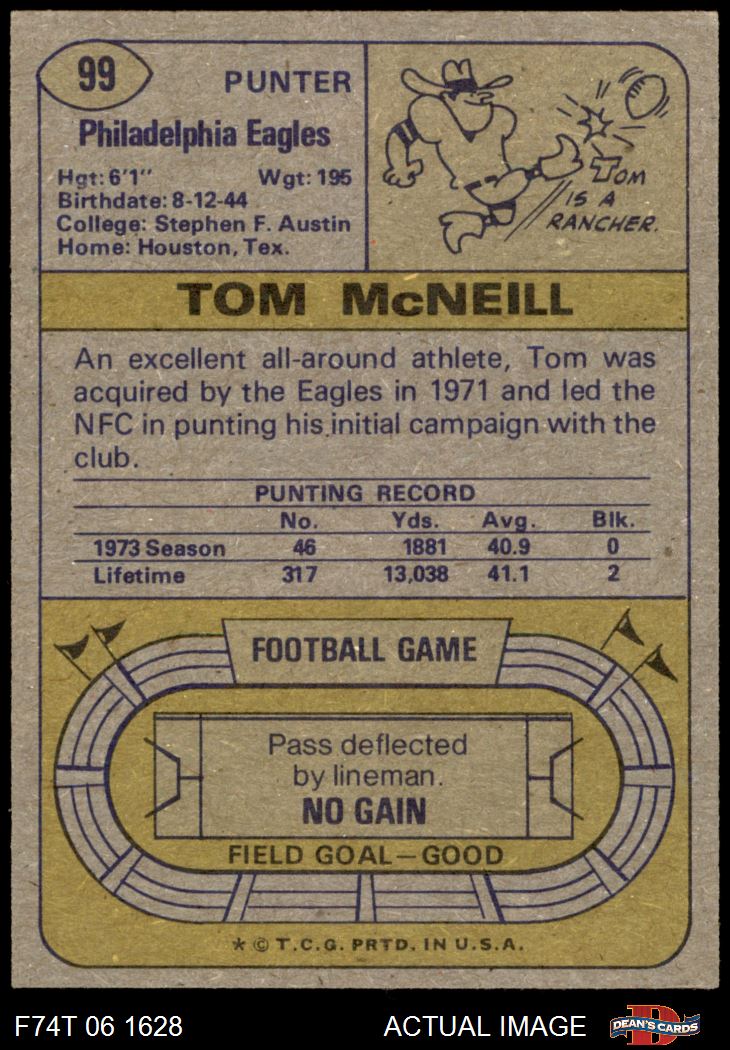 99
PUNTER
Philadelphia Eagles
Hgt: 6'1" Wgt: 195
Birthdate: 8-12-44
College: Stephen F. Austin
Home: Houston, Tex.
TOM
IS A
RANCHER.
TOM McNEILL
An excellent all-around athlete, Tom was
acquired by the Eagles in 1971 and led the
NFC in punting his initial campaign with the
club.
PUNTING RECORD
No. Yds. Avg. Blk.
1973 Season 46 1881 40.9 0
Lifetime 317 13,038 41.1 2
FOOTBALL GAME
Pass deflected
by lineman.
NO GAIN
FIELD GOAL—GOOD
* © T.C.G. PRTD. IN U.S.A.
F74T 06 1628 ACTUAL IMAGE
D
DEAN'S CARDS